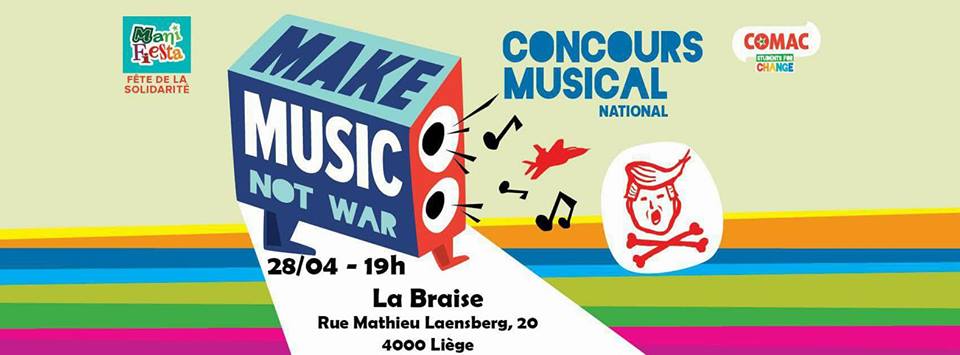 Mani
Fiesta
FÊTE DE LA
SOLIDARITÉ
MAKE
MUSIC
NOT WAR
CONCOURS
MUSICAL
NATIONAL
COMAC
STUDENTS FOR
CHANGE
28/04 - 19h
La Braise
Rue Mathieu Laensberg, 20
4000 Liège